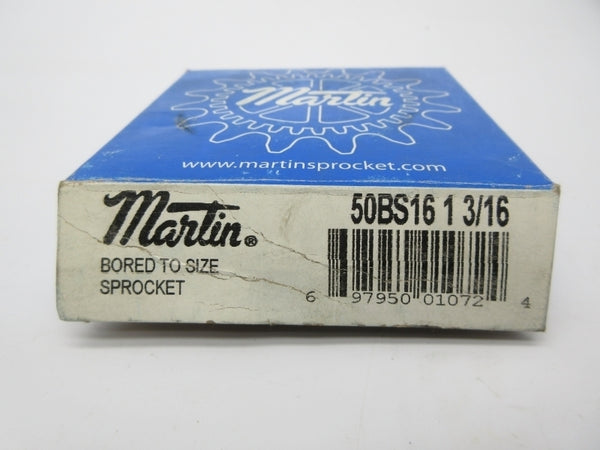 Martin
www.martinsprocket.com
Martin®
BORED TO SIZE
SPROCKET
50BS16 1 3/16
6 97950 01072 4